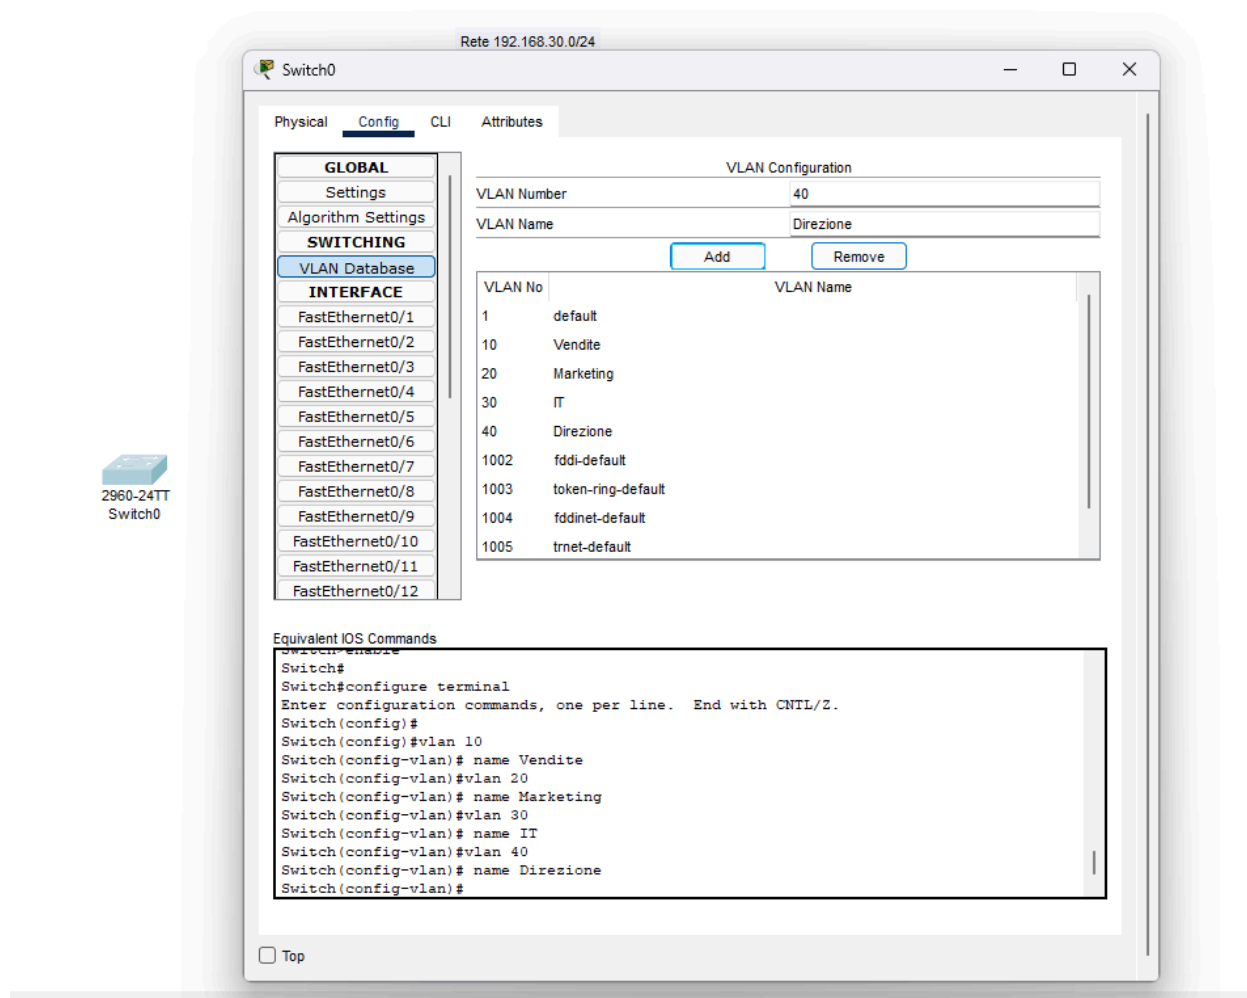 Rete 192.168.30.0/24
Switch0
Physical Config CLI Attributes
GLOBAL
Settings
Algorithm Settings
SWITCHING
VLAN Database
INTERFACE
FastEthernet0/1
FastEthernet0/2
FastEthernet0/3
FastEthernet0/4
FastEthernet0/5
FastEthernet0/6
FastEthernet0/7
FastEthernet0/8
FastEthernet0/9
FastEthernet0/10
FastEthernet0/11
FastEthernet0/12
VLAN Configuration
VLAN Number 40
VLAN Name Direzione
Add Remove
VLAN No VLAN Name
1 default
10 Vendite
20 Marketing
30 IT
40 Direzione
1002 fddi-default
1003 token-ring-default
1004 fddinet-default
1005 trnet-default
2960-24TT
Switch0
Equivalent IOS Commands
Switch>enable
Switch#
Switch#configure terminal
Enter configuration commands, one per line. End with CNTL/Z.
Switch(config)#
Switch(config)#vlan 10
Switch(config-vlan)# name Vendite
Switch(config-vlan)#vlan 20
Switch(config-vlan)# name Marketing
Switch(config-vlan)#vlan 30
Switch(config-vlan)# name IT
Switch(config-vlan)#vlan 40
Switch(config-vlan)# name Direzione
Switch(config-vlan)#
Top